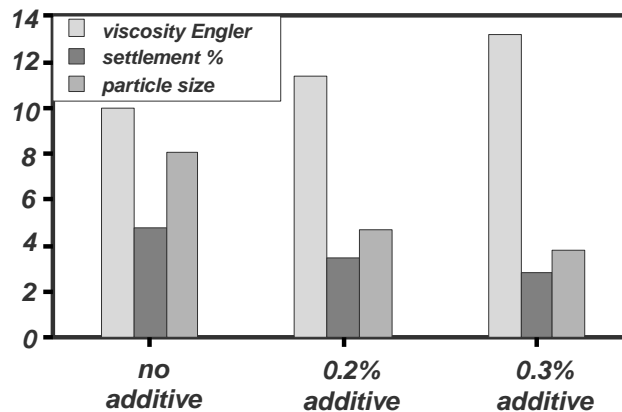 14
12
10
8
6
4
2
0
viscosity Engler
settlement %
particle size
no
additive
0.2%
additive
0.3%
additive